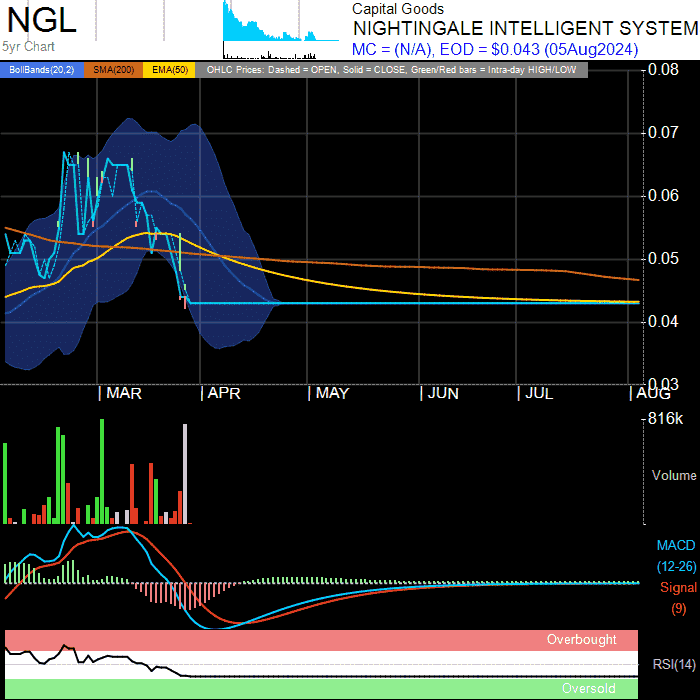 NGL
5yr Chart
Capital Goods
NIGHTINGALE INTELLIGENT SYSTEM
MC = (N/A), EOD = $0.043 (05Aug2024)
BollBands(20,2) SMA(200) EMA(50) OHLC Prices: Dashed = OPEN, Solid = CLOSE, Green/Red bars = Intra-day HIGH/LOW
0.08
0.07
0.06
0.05
0.04
0.03
| MAR | APR | MAY | JUN | JUL | AUG
816k
Volume
MACD
(12-26)
Signal
(9)
Overbought
RSI(14)
Oversold